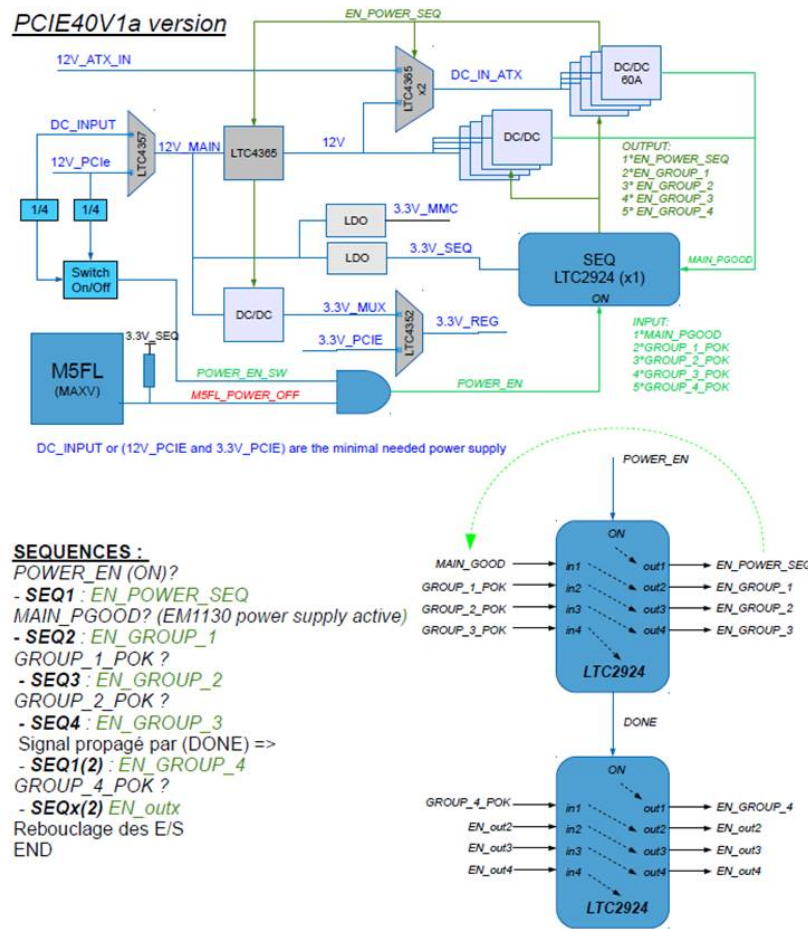 PCIE40V1a version
EN_POWER_SEQ
12V_ATX_IN
LTC4365
x2
DC_IN_ATX
DC/DC
60A
DC_INPUT
LTC4357
12V_MAIN
LTC4365
12V
DC/DC
12V_PCIe
1/4
1/4
Switch
On/Off
OUTPUT:
1*EN_POWER_SEQ
2*EN_GROUP_1
3* EN_GROUP_2
4* EN_GROUP_3
5* EN_GROUP_4
LDO
3.3V_MMC
LDO
3.3V_SEQ
SEQ
LTC2924 (x1)
ON
MAIN_PGOOD
DC/DC
3.3V_MUX
LTC4352
3.3V_REG
3.3V_PCIE
INPUT:
1*MAIN_PGOOD
2*GROUP_1_POK
3*GROUP_2_POK
4*GROUP_3_POK
5*GROUP_4_POK
3.3V_SEQ
M5FL
(MAXV)
POWER_EN_SW
M5FL_POWER_OFF
POWER_EN
DC_INPUT or (12V_PCIE and 3.3V_PCIE) are the minimal needed power supply
SEQUENCES :
POWER_EN (ON)?
- SEQ1 : EN_POWER_SEQ
MAIN_PGOOD? (EM1130 power supply active)
- SEQ2 : EN_GROUP_1
GROUP_1_POK ?
- SEQ3 : EN_GROUP_2
GROUP_2_POK ?
- SEQ4 : EN_GROUP_3
Signal propagé par (DONE) =>
- SEQ1(2) : EN_GROUP_4
GROUP_4_POK ?
- SEQx(2) EN_outx
Rebouclage des E/S
END
POWER_EN
ON
MAIN_GOOD
in1
out1
EN_POWER_SEQ
GROUP_1_POK
in2
out2
EN_GROUP_1
GROUP_2_POK
in3
out3
EN_GROUP_2
GROUP_3_POK
in4
out4
EN_GROUP_3
LTC2924
DONE
ON
GROUP_4_POK
in1
out1
EN_GROUP_4
EN_out2
in2
out2
EN_out2
EN_out3
in3
out3
EN_out3
EN_out4
in4
out4
EN_out4
LTC2924